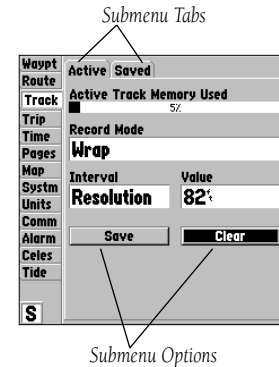 Submenu Tabs
Waypt
Route
Track
Trip
Time
Pages
Map
Systm
Units
Comm
Alarm
Celes
Tide
S
Active Saved
Active Track Memory Used
5%
Record Mode
Wrap
Interval Value
Resolution 82ft
Save Clear
Submenu Options